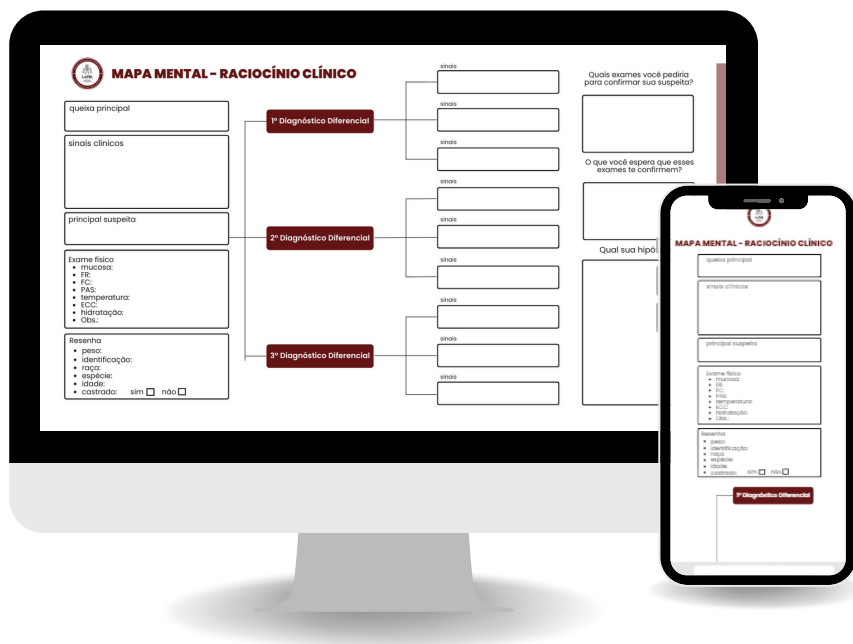 MAPA MENTAL - RACIOCÍNIO CLÍNICO
queixa principal
sinais clínicos
principal suspeita
Exame físico
• mucosa:
• FR:
• FC:
• PAS:
• temperatura:
• ECC:
• hidratação:
• Obs.:
Resenha
• peso:
• identificação:
• raça:
• espécie:
• idade:
• castrado: sim não
1º Diagnóstico Diferencial
2º Diagnóstico Diferencial
3º Diagnóstico Diferencial
sinais
sinais
sinais
sinais
sinais
sinais
sinais
sinais
sinais
Quais exames você pediria
para confirmar sua suspeita?
O que você espera que esses
exames te confirmem?
Qual sua hipó
MAPA MENTAL - RACIOCÍNIO CLÍNICO
queixa principal
sinais clínicos
principal suspeita
Exame físico
• mucosa:
• FR:
• FC:
• PAS:
• temperatura:
• ECC:
• hidratação:
• Obs.:
Resenha
• peso:
• identificação:
• raça:
• espécie:
• idade:
• castrado: sim não
1º Diagnóstico Diferencial